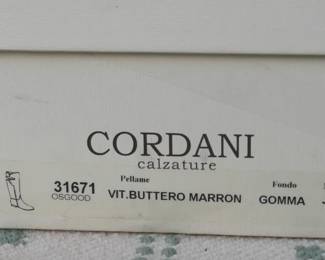 CORDANI
calzature
Pellame Fondo
31671 VIT.BUTTERO MARRON GOMMA
OSGOOD